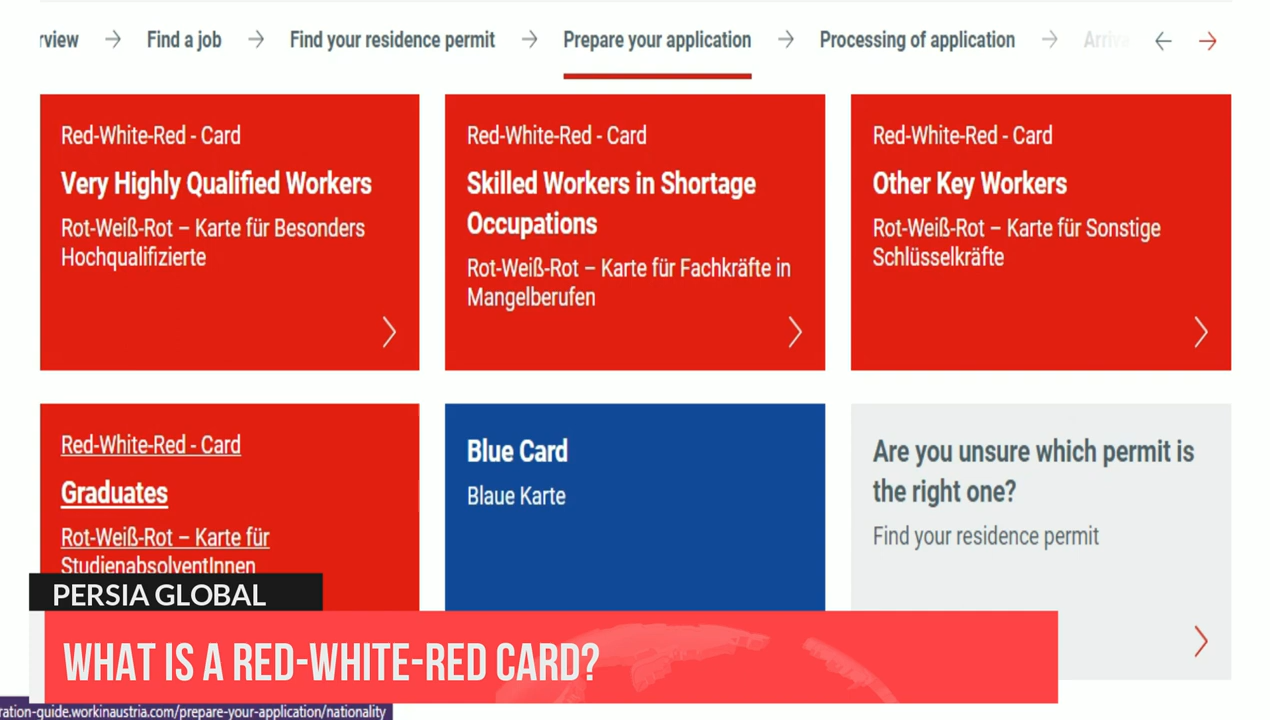 rview → Find a job → Find your residence permit → Prepare your application → Processing of application → Arriva
Red-White-Red - Card
Very Highly Qualified Workers
Rot-Weiß-Rot – Karte für Besonders
Hochqualifizierte
Red-White-Red - Card
Skilled Workers in Shortage
Occupations
Rot-Weiß-Rot – Karte für Fachkräfte in
Mangelberufen
Red-White-Red - Card
Other Key Workers
Rot-Weiß-Rot – Karte für Sonstige
Schlüsselkräfte
Red-White-Red - Card
Graduates
Rot-Weiß-Rot – Karte für
StudienabsolventInnen
Blue Card
Blaue Karte
Are you unsure which permit is
the right one?
Find your residence permit
PERSIA GLOBAL
WHAT IS A RED-WHITE-RED CARD?
ration-guide.workinaustria.com/prepare-your-application/nationality